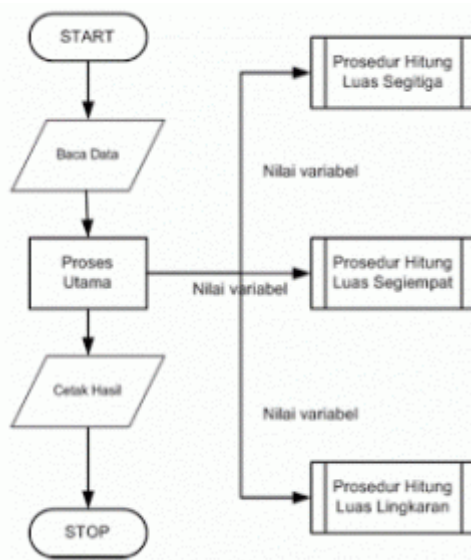 START
Baca Data
Proses
Utama
Cetak Hasil
STOP
Prosedur Hitung
Luas Segitiga
Nilai variabel
Prosedur Hitung
Luas Segiempat
Nilai variabel
Nilai variabel
Prosedur Hitung
Luas Lingkaran